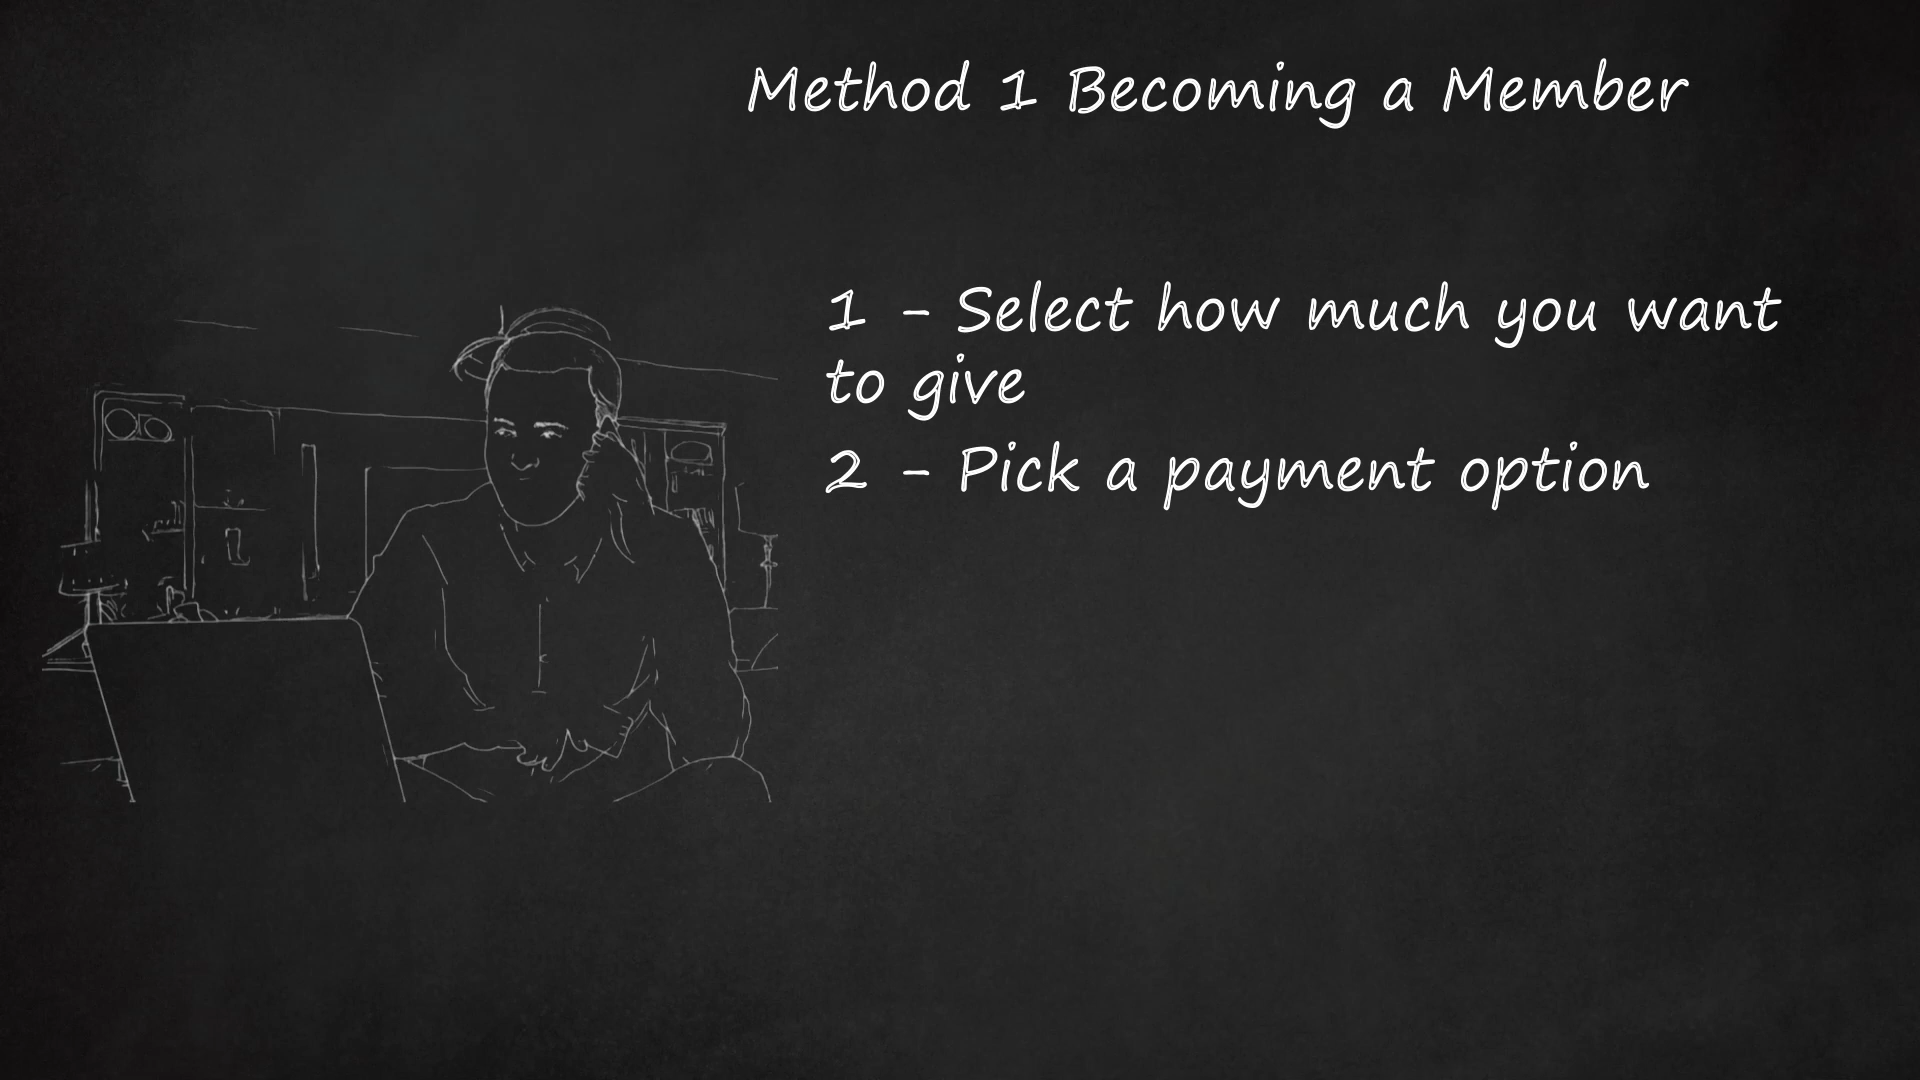 Method 1 Becoming a Member
1 - Select how much you want
to give
2 - Pick a payment option